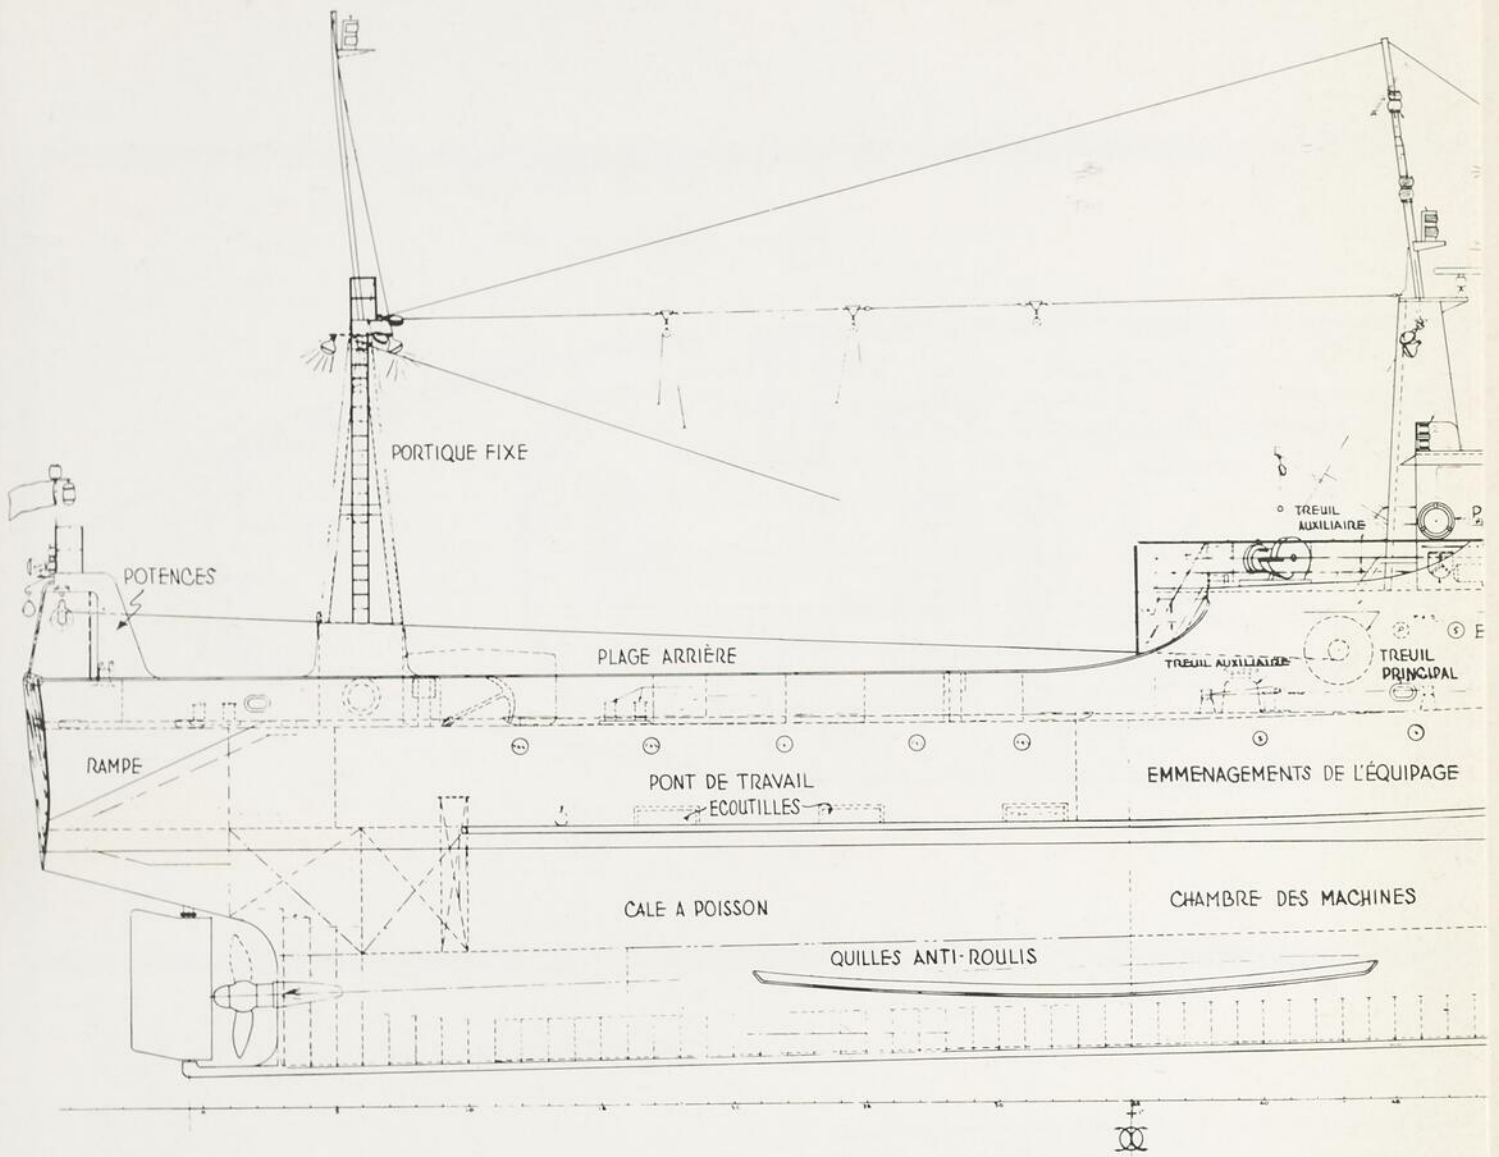 PORTIQUE FIXE
TREUIL
AUXILIAIRE
POTENCES
PLAGE ARRIÈRE
TREUIL AUXILIAIRE
TREUIL
PRINCIPAL
RAMPE
PONT DE TRAVAIL
EMMENAGEMENTS DE L'ÉQUIPAGE
ECOUTILLES
CALE A POISSON
CHAMBRE DES MACHINES
QUILLES ANTI-ROULIS